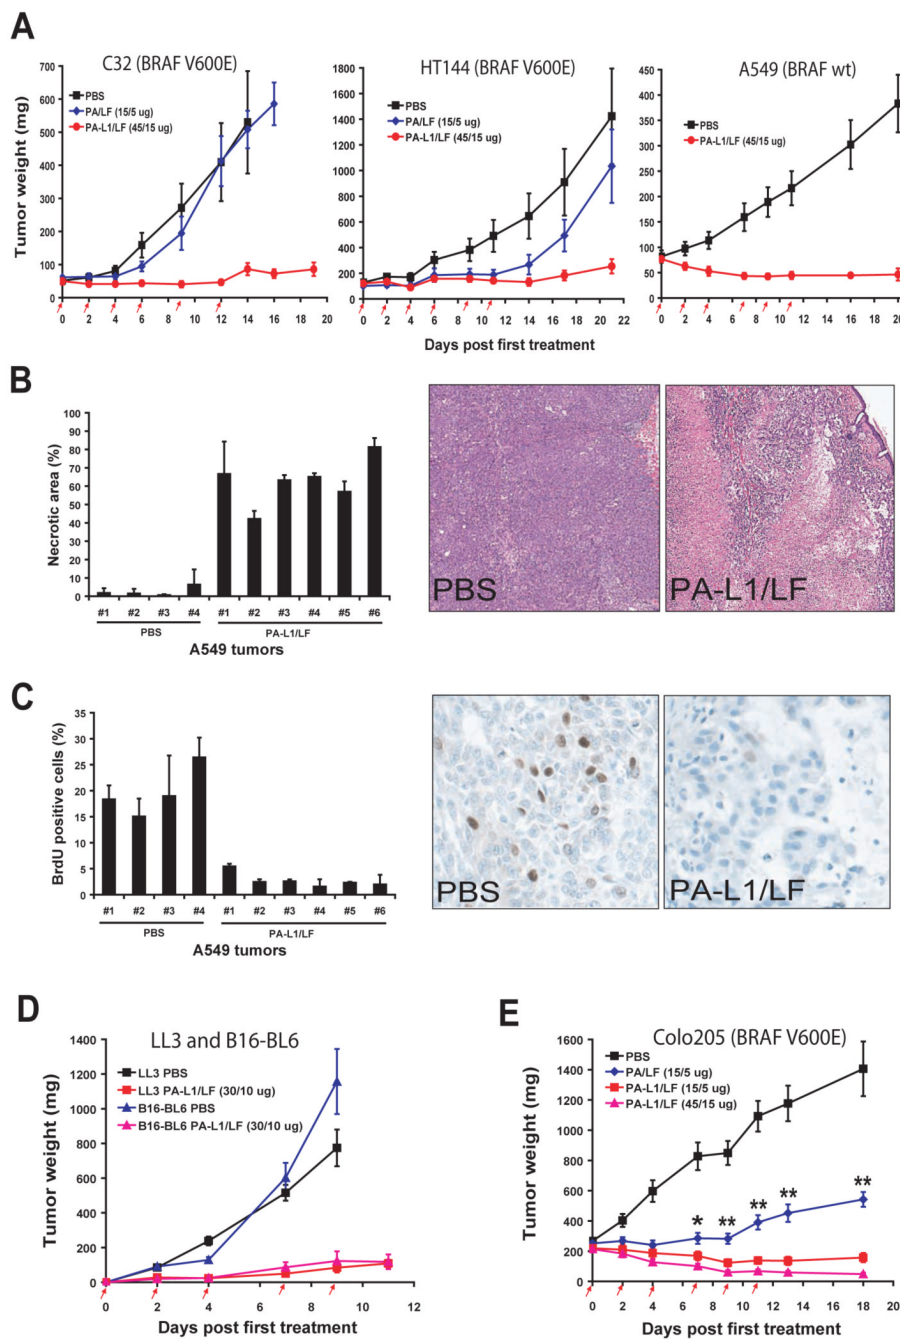 A
C32 (BRAF V600E)
PBS
PA/LF (15/5 ug)
PA-L1/LF (45/15 ug)
Tumor weight (mg)
700
600
500
400
300
200
100
0
0 2 4 6 8 10 12 14 16 18 20
HT144 (BRAF V600E)
PBS
PA/LF (15/5 ug)
PA-L1/LF (45/15 ug)
1800
1600
1400
1200
1000
800
600
400
200
0
0 2 4 6 8 10 12 14 16 18 20 22
A549 (BRAF wt)
PBS
PA-L1/LF (45/15 ug)
450
400
350
300
250
200
150
100
50
0
0 2 4 6 8 10 12 14 16 18 20
Days post first treatment
B
Necrotic area (%)
100
90
80
70
60
50
40
30
20
10
0
#1 #2 #3 #4 #1 #2 #3 #4 #5 #6
PBS PA-L1/LF
A549 tumors
PBS
PA-L1/LF
C
BrdU positive cells (%)
35
30
25
20
15
10
5
0
#1 #2 #3 #4 #1 #2 #3 #4 #5 #6
PBS PA-L1/LF
A549 tumors
PBS
PA-L1/LF
D
LL3 and B16-BL6
LL3 PBS
LL3 PA-L1/LF (30/10 ug)
B16-BL6 PBS
B16-BL6 PA-L1/LF (30/10 ug)
Tumor weight (mg)
1400
1200
1000
800
600
400
200
0
0 2 4 6 8 10 12
Days post first treatment
E
Colo205 (BRAF V600E)
PBS
PA/LF (15/5 ug)
PA-L1/LF (15/5 ug)
PA-L1/LF (45/15 ug)
Tumor weight (mg)
1600
1400
1200
1000
800
600
400
200
0
* ** ** ** **
0 2 4 6 8 10 12 14 16 18 20
Days post first treatment